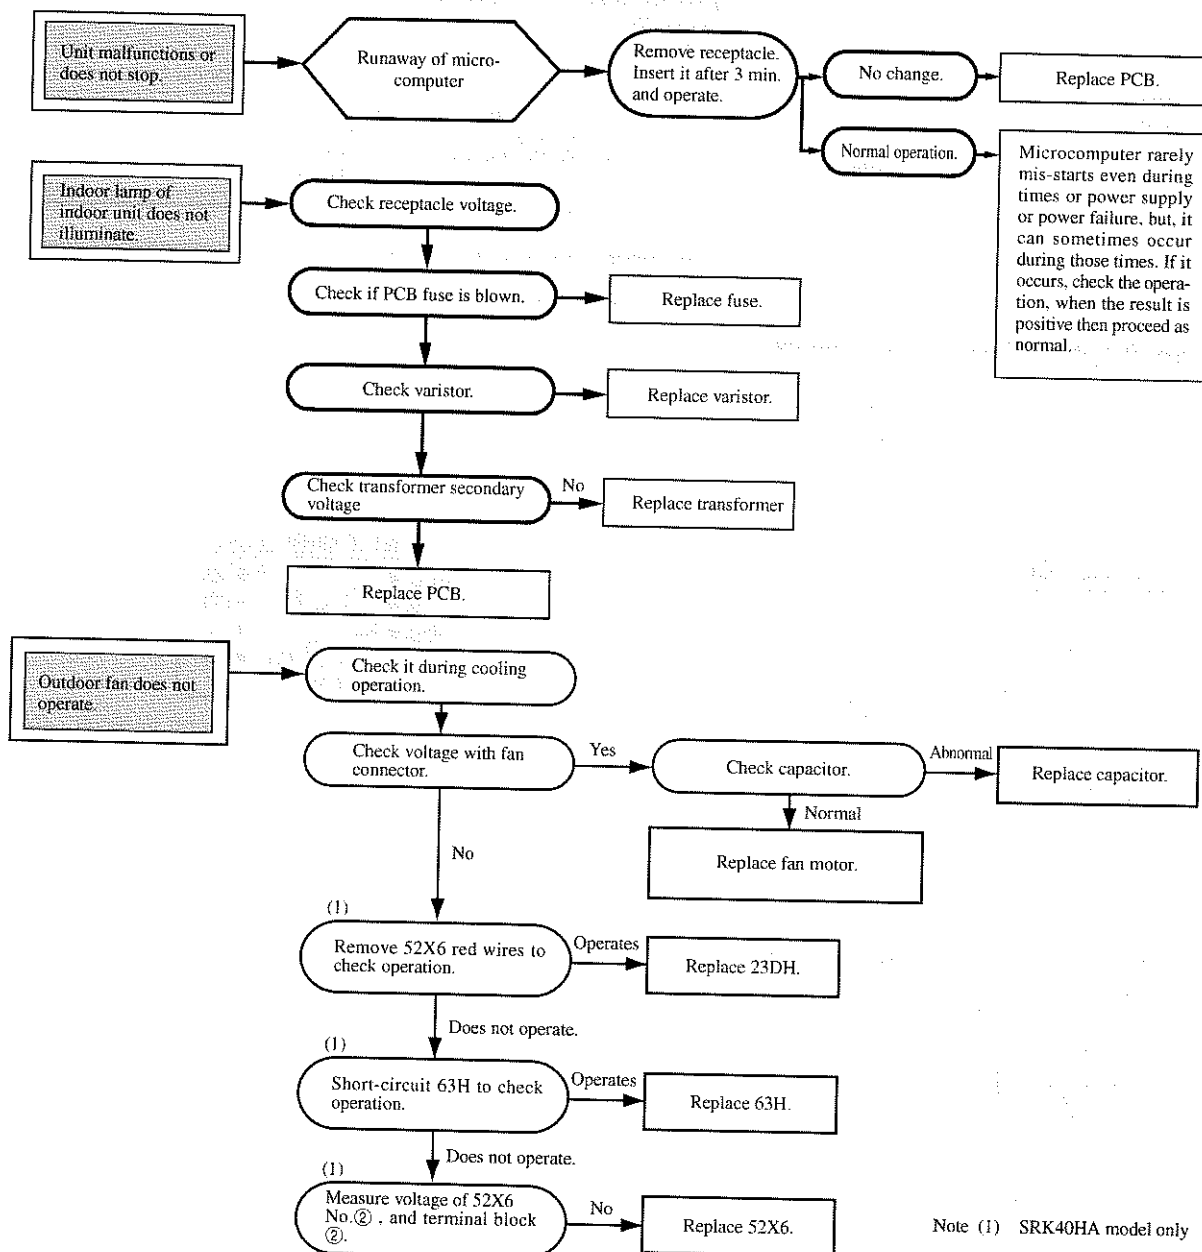 Unit malfunctions or
does not stop.
Runaway of micro-
computer
Remove receptacle.
Insert it after 3 min.
and operate.
No change.
Replace PCB.
Normal operation.
Microcomputer rarely
mis-starts even during
times or power supply
or power failure, but, it
can sometimes occur
during those times. If it
occurs, check the opera-
tion, when the result is
positive then proceed as
normal.
Indoor lamp of
indoor unit does not
illuminate.
Check receptacle voltage.
Check if PCB fuse is blown.
Replace fuse.
Check varistor.
Replace varistor.
Check transformer secondary
voltage
No
Replace transformer
Replace PCB.
Outdoor fan does not
operate.
Check it during cooling
operation.
Check voltage with fan
connector.
Yes
Check capacitor.
Abnormal
Replace capacitor.
Normal
Replace fan motor.
No
(1)
Remove 52X6 red wires to
check operation.
Operates
Replace 23DH.
Does not operate.
(1)
Short-circuit 63H to check
operation.
Operates
Replace 63H.
Does not operate.
(1)
Measure voltage of 52X6
No.② , and terminal block
②.
No
Replace 52X6.
Note (1) SRK40HA model only